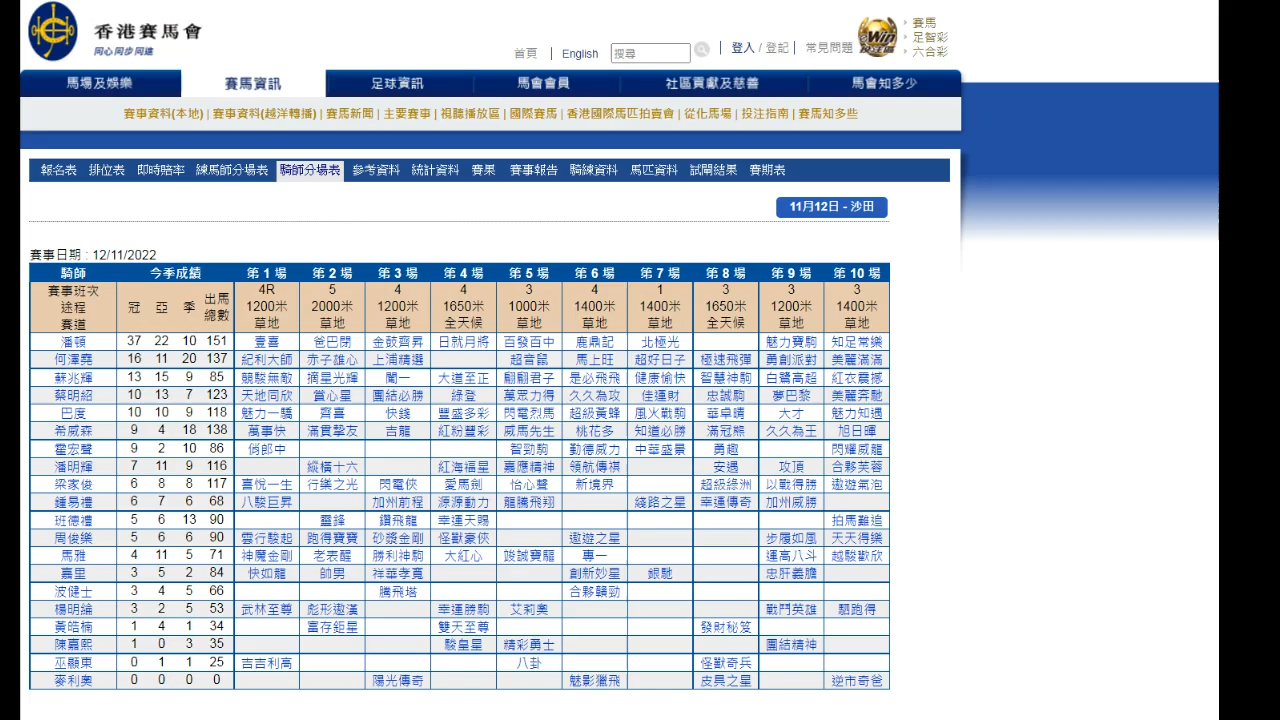 香港賽馬會
同心同步同進
首頁 | English 搜尋 | 登入 / 登記 | 常見問題
賽馬
足智彩
六合彩
馬場及娛樂 賽馬資訊 足球資訊 馬會會員 社區貢獻及慈善 馬會知多少
賽事資料(本地) | 賽事資料(越洋轉播) | 賽馬新聞 | 主要賽事 | 視聽播放區 | 國際賽馬 | 香港國際馬匹拍賣會 | 從化馬場 | 投注指南 | 賽馬知多些
報名表 排位表 即時賠率 練馬師分場表 騎師分場表 參考資料 統計資料 賽果 賽事報告 騎練資料 馬匹資料 試閘結果 賽期表
11月12日 - 沙田
賽事日期 : 12/11/2022
騎師 今季成績 第 1 場 第 2 場 第 3 場 第 4 場 第 5 場 第 6 場 第 7 場 第 8 場 第 9 場 第 10 場
賽事班次 4R 5 4 4 3 4 1 3 3 3
途程 冠 亞 季 出馬總數 1200米 2000米 1200米 1650米 1000米 1400米 1400米 1650米 1200米 1400米
賽道 草地 草地 草地 全天候 草地 草地 草地 全天候 草地 草地
潘頓 37 22 10 151 壹喜 爸巴閉 金鼓齊昇 日就月將 百發百中 鹿鼎記 北極光 魅力寶駒 知足常樂
何澤堯 16 11 20 137 紀利大師 赤子雄心 上浦精選 超音鼠 馬上旺 超好日子 極速飛彈 勇創派對 美麗滿滿
蘇兆輝 13 15 9 85 競駿無敵 摘星光輝 闖一 大道至正 翩翩君子 是必飛飛 健康愉快 智慧神駒 白鷺高超 紅衣震撼
蔡明紹 10 13 7 123 天地同欣 賞心星 團結必勝 綠登 萬眾力得 久久為攻 佳運財 忠誠駒 夢巴黎 美麗奔馳
巴度 10 10 9 118 魅力一驕 齊喜 快錢 豐盛多彩 閃電烈馬 超級黃蜂 風火戰駒 華卓晴 大才 魅力知遇
希威森 9 4 18 138 萬事快 滿貫摯友 吉龍 紅粉豐彩 威馬先生 桃花多 知道必勝 滿冠熊 久久為王 旭日暉
霍宏聲 9 2 10 86 俏郎中 智勁駒 勤德威力 中華盛景 勇趣 閃耀威龍
潘明輝 7 11 9 116 縱橫十六 紅海福星 嘉應精神 領航傳祺 安遇 攻頂 合夥芙蓉
梁家俊 6 8 8 117 喜悅一生 行樂之光 閃電俠 愛馬劍 怡心聲 新境界 超級綠洲 以戰得勝 遨遊氣泡
鍾易禮 6 7 6 68 八駿巨昇 加州前程 源源動力 龍騰飛翔 綫路之星 幸運傳奇 加州威勝
班德禮 5 6 13 90 靈鋒 鑽飛龍 幸運天賜 拍馬難追
周俊樂 5 6 6 90 雲行駿起 跑得寶寶 砂漿金剛 怪獸豪俠 遨遊之星 步履如風 天天得樂
馬雅 4 11 5 71 神魔金剛 老表醒 勝利神駒 大紅心 竣誠寶龍 專一 運高八斗 越駿歡欣
嘉里 3 5 2 84 快如龍 帥男 祥華孝寬 創新妙星 銀馳 忠肝義膽
波健士 3 4 5 66 騰飛塔 合夥贛勁
楊明綸 3 2 5 53 武林至尊 彪形遨漢 幸運勝駒 艾莉奧 戰鬥英雄 驌跑得
黃皓楠 1 4 1 34 富存鉅星 雙天至尊 發財秘笈
陳嘉熙 1 0 3 35 駿皇星 精彩勇士 團結精神
巫顯東 0 1 1 25 吉吉利高 八卦 怪獸奇兵
麥利奧 0 0 0 0 陽光傳奇 魅影獵飛 皮具之星 逆市奇爸